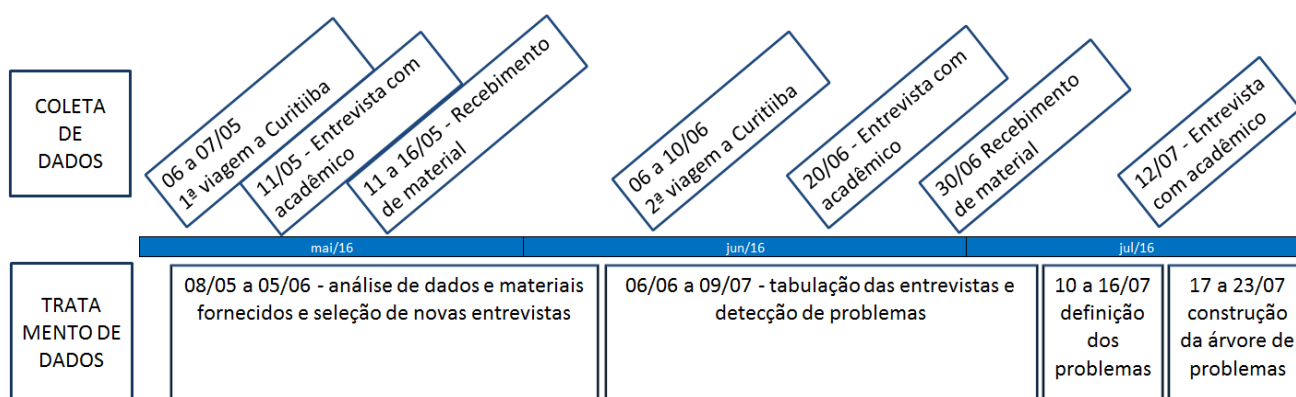 COLETA
DE
DADOS
06 a 07/05
1ª viagem a Curitiiba
11/05 - Entrevista com
acadêmico
11 a 16/05 - Recebimento
de material
06 a 10/06
2ª viagem a Curitiiba
20/06 - Entrevista com
acadêmico
30/06 Recebimento
de material
12/07 - Entrevista
com acadêmico
mai/16
jun/16
jul/16
TRATA
MENTO DE
DADOS
08/05 a 05/06 - análise de dados e materiais
fornecidos e seleção de novas entrevistas
06/06 a 09/07 - tabulação das entrevistas e
detecção de problemas
10 a 16/07
definição
dos
problemas
17 a 23/07
construção
da árvore de
problemas